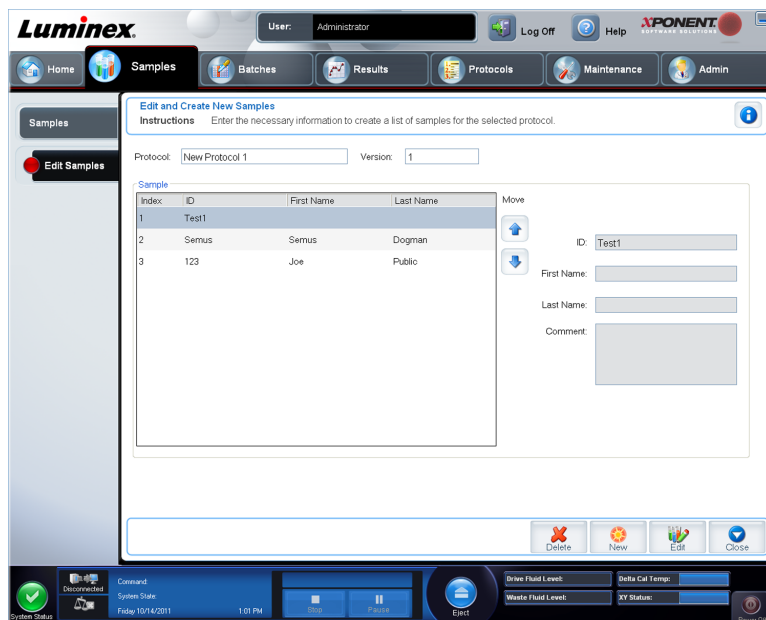 Luminex.
User: Administrator
Log Off
Help
XPONENT.
SOFTWARE SOLUTIONS
Home
Samples
Batches
Results
Protocols
Maintenance
Admin
Samples
Edit Samples
Edit and Create New Samples
Instructions Enter the necessary information to create a list of samples for the selected protocol.
Protocol: New Protocol 1 Version: 1
Sample
Index ID First Name Last Name
1 Test1
2 Semus Semus Dogman
3 123 Joe Public
Move
ID: Test1
First Name:
Last Name:
Comment:
Delete
New
Edit
Close
System Status
Disconnected
Command:
System State:
Friday 10/14/2011 1:01 PM
Stop
Pause
Eject
Drive Fluid Level:
Waste Fluid Level:
Delta Cal Temp:
XY Status: